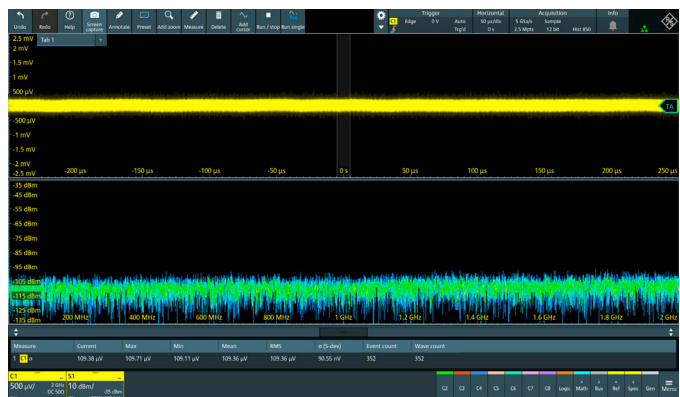 Undo Redo Help Screen capture Annotate Preset Add zoom Measure Delete Add cursor Run / stop Run single
Trigger Horizontal Acquisition Info
C1 Edge 0 V Auto 50 µs/div 5 GSa/s Sample
Trg'd 0 s 2.5 Mpts 12 bit Hist 850
2.5 mV Tab 1 +
2 mV
1.5 mV
1 mV
500 µV
TA
-500 µV
-1 mV
-1.5 mV
-2 mV
-2.5 mV -200 µs -150 µs -100 µs -50 µs 0 s 50 µs 100 µs 150 µs 200 µs 250 µs
-35 dBm
-45 dBm
-55 dBm
-65 dBm
-75 dBm
-85 dBm
-95 dBm
-105 dBm
-115 dBm
-125 dBm
-135 dBm 200 MHz 400 MHz 600 MHz 800 MHz 1 GHz 1.2 GHz 1.4 GHz 1.6 GHz 1.8 GHz 2 GHz
Measure Current Max Min Mean RMS σ (S-dev) Event count Wave count
1 C1 σ 109.38 µV 109.71 µV 109.11 µV 109.36 µV 109.36 µV 90.55 nV 352 352
C1 S1
500 µV/ 2 GHz DC 50Ω 10 dBm/ -35 dBm
C2 C3 C4 C5 C6 C7 C8 Logic Math Bus Ref Spec Gen Menu